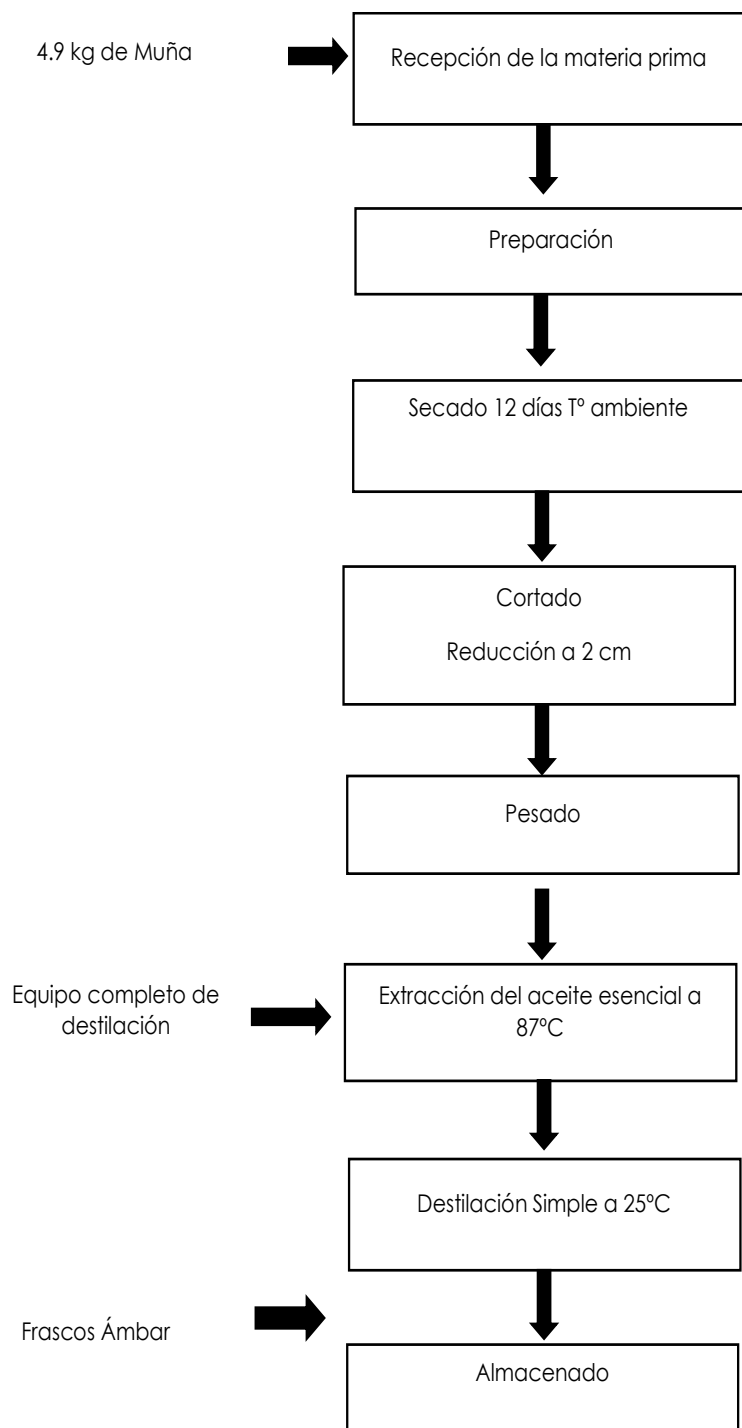 4.9 kg de Muña
Recepción de la materia prima
Preparación
Secado 12 días Tº ambiente
Cortado
Reducción a 2 cm
Pesado
Equipo completo de
destilación
Extracción del aceite esencial a
87ºC
Destilación Simple a 25ºC
Frascos Ámbar
Almacenado